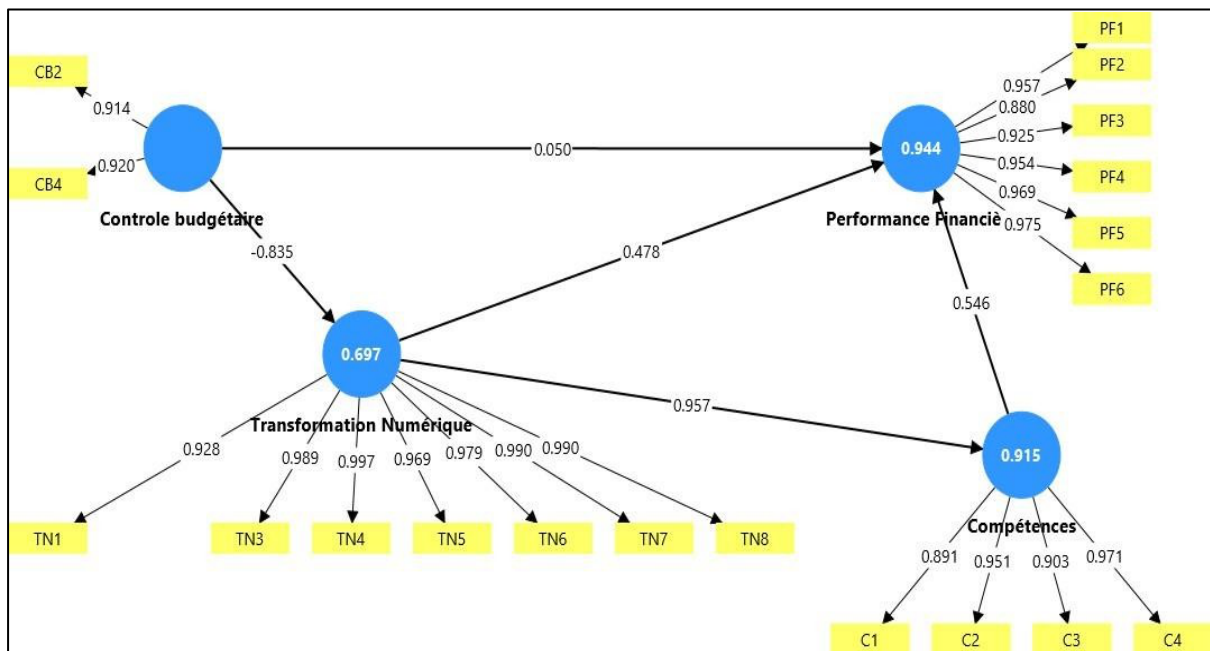 PF1
CB2
PF2
0.914
0.957
0.880
PF3
0.944
0.925
0.050
0.920
0.954
PF4
CB4
0.969
Controle budgétaire
Performance Financiè
0.975
PF5
-0.835
0.478
PF6
0.546
0.697
0.957
Transformation Numérique
0.928
0.989
0.997
0.969
0.979
0.990
0.990
0.915
Compétences
TN1
TN3
TN4
TN5
TN6
TN7
TN8
0.891
0.951
0.903
0.971
C1
C2
C3
C4